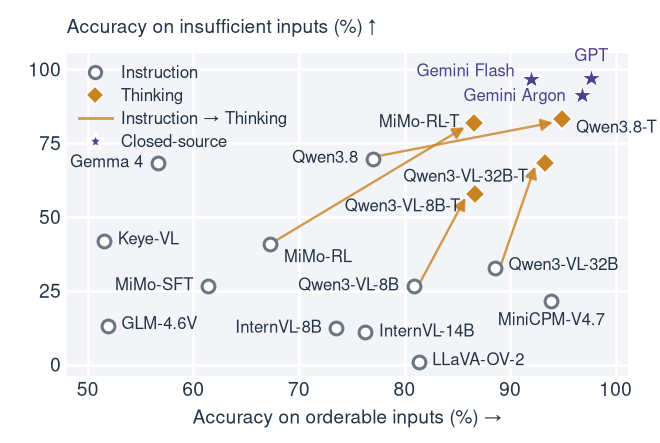 Accuracy on insufficient inputs (%) ↑
GPT
100
Instruction
Gemini Flash
Thinking
Gemini Argon
Instruction → Thinking
MiMo-RL-T
Qwen3.8-T
75
Closed-source
Gemma 4
Qwen3.8
Qwen3-VL-32B-T
Qwen3-VL-8B-T
50
Keye-VL
MiMo-RL
Qwen3-VL-32B
MiMo-SFT
Qwen3-VL-8B
25
MiniCPM-V4.7
GLM-4.6V
InternVL-8B
InternVL-14B
LLaVA-OV-2
0
50 60 70 80 90 100
Accuracy on orderable inputs (%) →